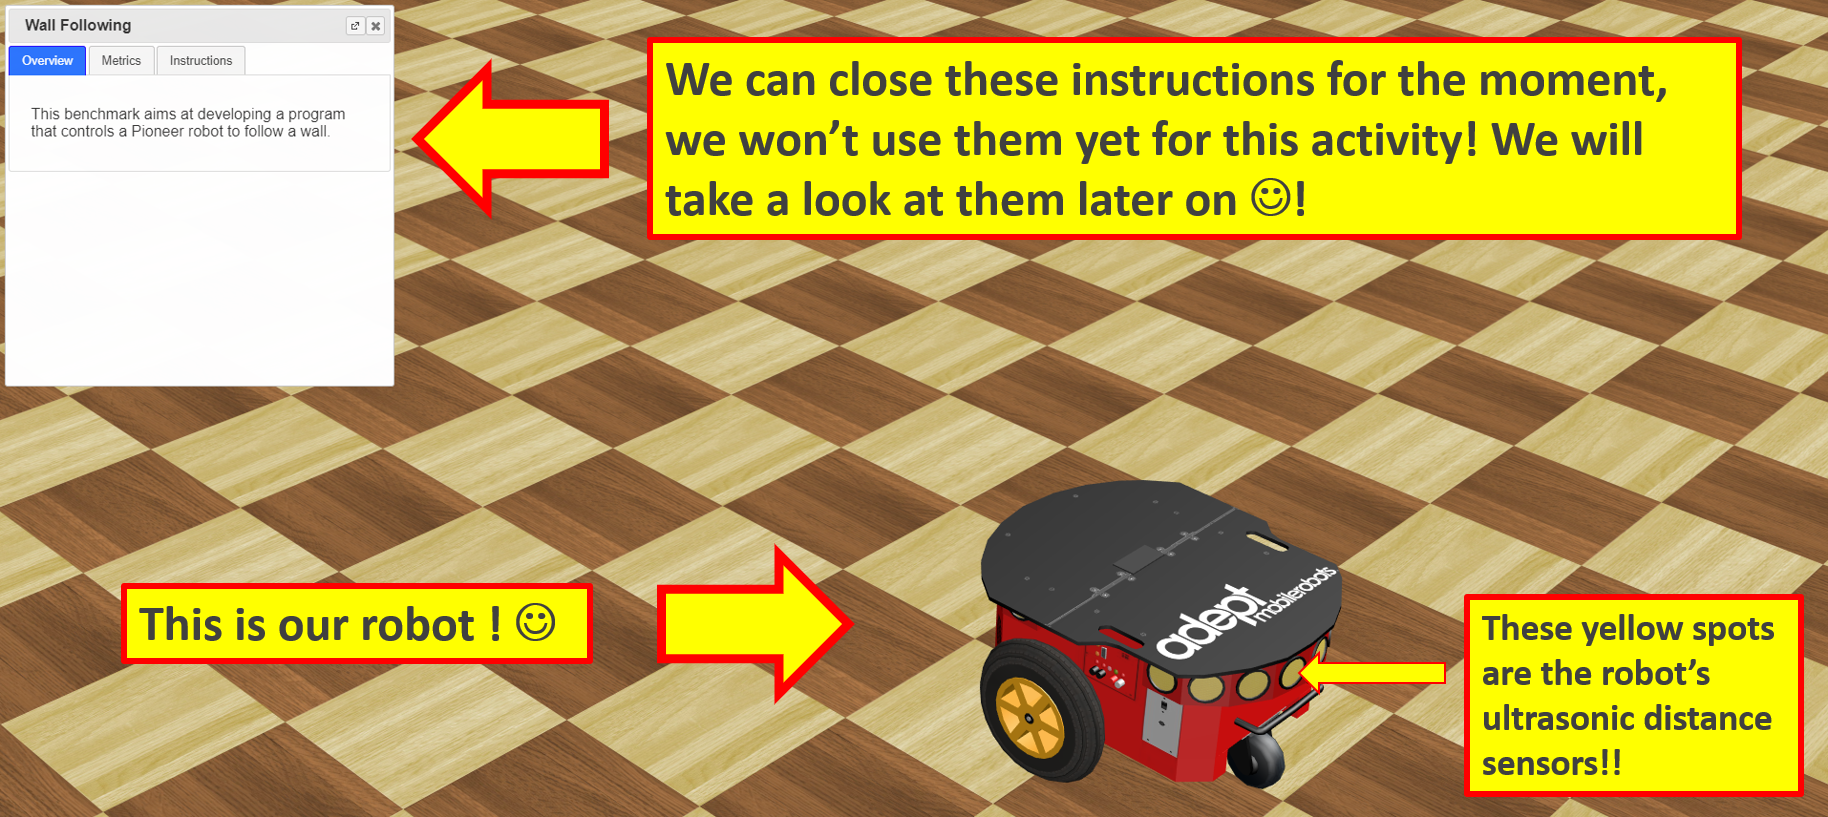 Wall Following
Overview
Metrics
Instructions
This benchmark aims at developing a program
that controls a Pioneer robot to follow a wall.
We can close these instructions for the moment,
we won’t use them yet for this activity! We will
take a look at them later on ☺!
This is our robot ! ☺
adept
mobilerobots
These yellow spots
are the robot’s
ultrasonic distance
sensors!!